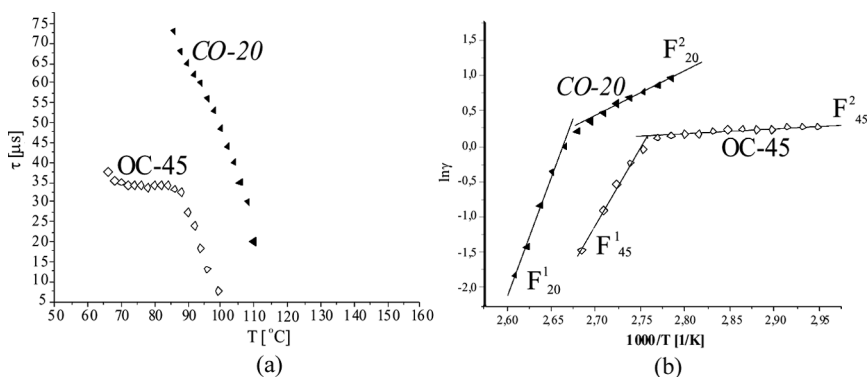 75
70
65
60
55
50
45
40
35
30
25
20
15
10
5
τ [μs]
CO-20
OC-45
60 70 80 90 100 110 120 130 140 150 160
T [°C]
(a)
1,5
1,0
0,5
0,0
-0,5
-1,0
-1,5
-2,0
lnγ
F²₂₀
CO-20
F²₄₅
OC-45
F¹₄₅
F¹₂₀
2,60 2,65 2,70 2,75 2,80 2,85 2,90 2,95
1000/T [1/K]
(b)